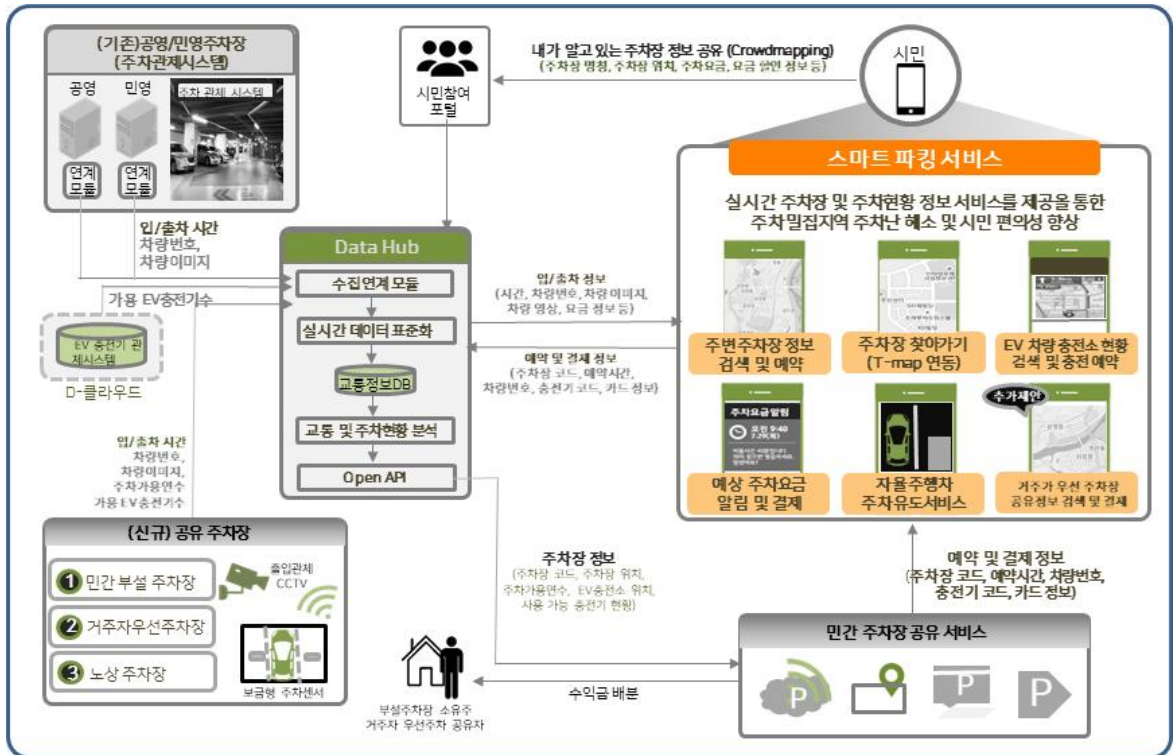 (기존)공영/민영주차장
(주차관제시스템)
공영
민영
주차 관제 시스템
연계
모듈
연계
모듈
시민참여
포털
내가 알고 있는 주차장 정보 공유 (Crowdmapping)
(주차장 명칭, 주차장 위치, 주차요금, 요금 할인 정보 등)
시민
스마트 파킹 서비스
실시간 주차장 및 주차현황 정보 서비스를 제공을 통한
주차밀집지역 주차난 해소 및 시민 편의성 향상
주변주차장 정보
검색 및 예약
주차장 찾아가기
(T-map 연동)
EV 차량 충전소 현황
검색 및 충전 예약
주차요금알림
오전 9:40
7.29(목)
예상 주차요금
알림 및 결제
자율주행차
주차유도서비스
추가제안
거주가 우선 주차장
공유정보 검색 및 결제
입/출차 시간
차량번호,
차량이미지
가용 EV충전기수
EV 충전기 관
제시스템
D-클라우드
Data Hub
수집연계 모듈
실시간 데이터 표준화
교통정보DB
교통 및 주차현황 분석
Open API
입/출차 정보
(시간, 차량번호, 차량 이미지,
차량 영상, 요금 정보 등)
예약 및 결제 정보
(주차장 코드, 예약시간,
차량번호, 충전기 코드, 카드 정보)
입/출차 시간
차량번호,
차량이미지,
주차가용면수
가용 EV충전기수
(신규) 공유 주차장
1 민간 부설 주차장
2 거주자우선주차장
3 노상 주차장
출입관제
CCTV
보급형 주차센서
주차장 정보
(주차장 코드, 주차장 위치,
주차가용면수, EV충전소 위치,
사용 가능 충전기 현황)
예약 및 결제 정보
(주차장 코드, 예약시간, 차량번호,
충전기 코드, 카드 정보)
민간 주차장 공유 서비스
P
P
P
수익금 배분
부설주차장 소유주
거주자 우선주차 공유자